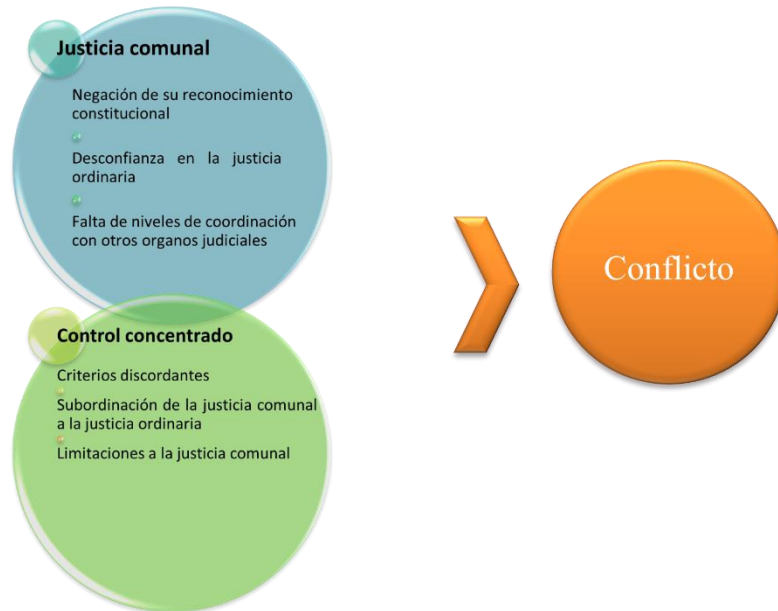 Justicia comunal
Negación de su reconocimiento
constitucional
Desconfianza en la justicia
ordinaria
Falta de niveles de coordinación
con otros organos judiciales
Control concentrado
Criterios discordantes
Subordinación de la justicia comunal
a la justicia ordinaria
Limitaciones a la justicia comunal
Conflicto